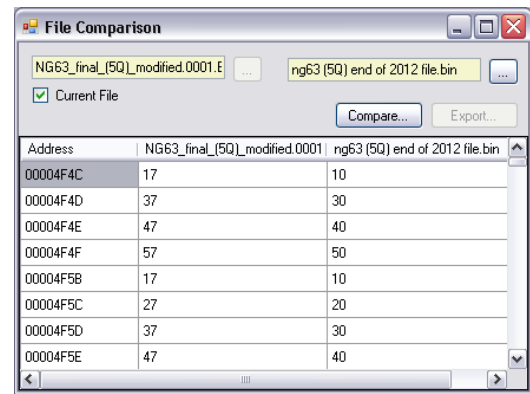 File Comparison
NG63_final_(5Q)_modified.0001.E ... ng63 (5Q) end of 2012 file.bin ...
Current File
Compare... Export...
Address NG63_final_(5Q)_modified.0001 ng63 (5Q) end of 2012 file.bin
00004F4C 17 10
00004F4D 37 30
00004F4E 47 40
00004F4F 57 50
00004F5B 17 10
00004F5C 27 20
00004F5D 37 30
00004F5E 47 40